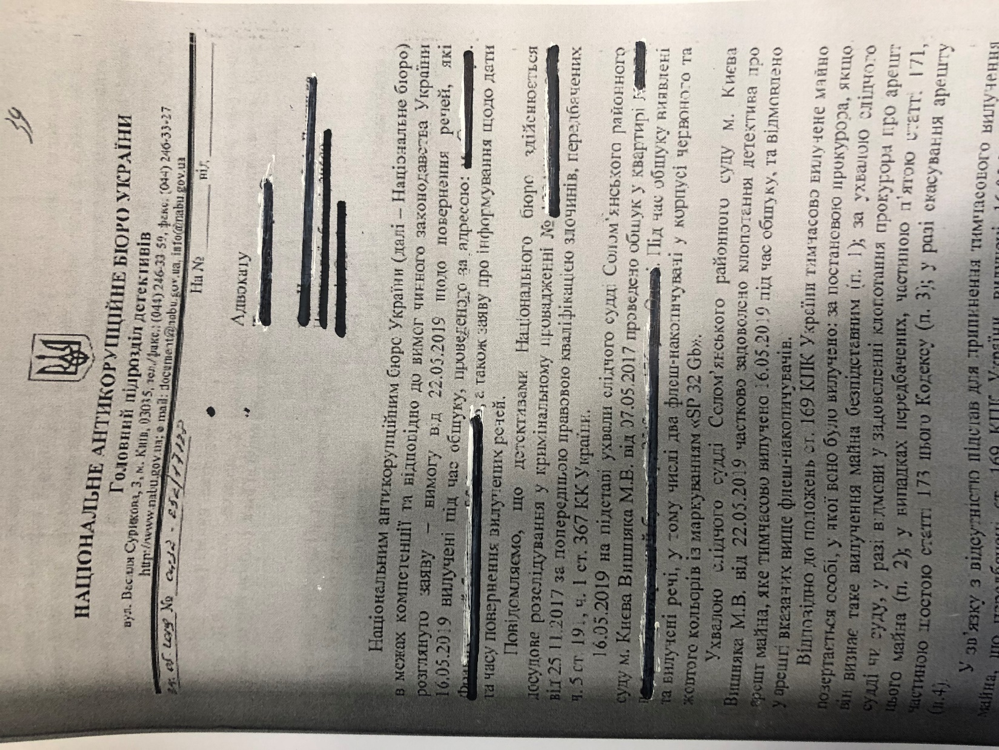 39
НАЦІОНАЛЬНЕ АНТИКОРУПЦІЙНЕ БЮРО УКРАЇНИ
Головний підрозділ детективів
вул. Василя Сурикова, 3, м. Київ, 03035, тел./факс.: (044) 246-33-59, факс: (044) 246-33-27
http://www.nabu.gov.ua; e mail: document@nabu.gov.ua, info@nabu.gov.ua
На № від
Адвокату
Національним антикорупційним бюро України (далі – Національне бюро)
в межах компетенції та відповідно до вимог чинного законодавства України
розглянуто заяву – вимогу від 22.05.2019 щодо повернення речей, які
16.05.2019 вилучені під час обшуку, проведеного за адресою:
, а також заяву про інформування щодо дати
та часу повернення вилучених речей.
Повідомляємо, що детективами Національного бюро здійснюється
досудове розслідування у кримінальному провадженні №
від 25.11.2017 за попередньою правовою кваліфікацією злочинів, передбачених
ч. 5 ст. 191, ч. 1 ст. 367 КК України.
16.05.2019 на підставі ухвали слідчого судді Солом'янського районного
суду м. Києва Вишняка М.В. від 07.05.2017 проведено обшук у квартирі
. Під час обшуку виявлені
та вилучені речі, у тому числі два флеш-накопичувачі у корпусі червоного та
жовтого кольорів із маркуванням «SP 32 Gb».
Ухвалою слідчого судді Солом'янського районного суду м. Києва
Вишняка М.В. від 22.05.2019 частково задоволено клопотання детектива про
арешт майна, яке тимчасово вилучено 16.05.2019 під час обшуку, та відмовлено
у арешті вказаних вище флеш-накопичувачів.
Відповідно до положень ст. 169 КПК України тимчасово вилучене майно
повертається особі, у якої воно було вилучено: за постановою прокурора, якщо
він визнає таке вилучення майна безпідставним (п. 1); за ухвалою слідчого
судді чи суду, у разі відмови у задоволенні клопотання прокурора про арешт
цього майна (п. 2); у випадках передбачених, частиною п'ятою статті 171,
частиною шостою статті 173 цього Кодексу (п. 3); у разі скасування арешту
(п.4).
У зв'язку з відсутністю підстав для припинення тимчасового вилучення